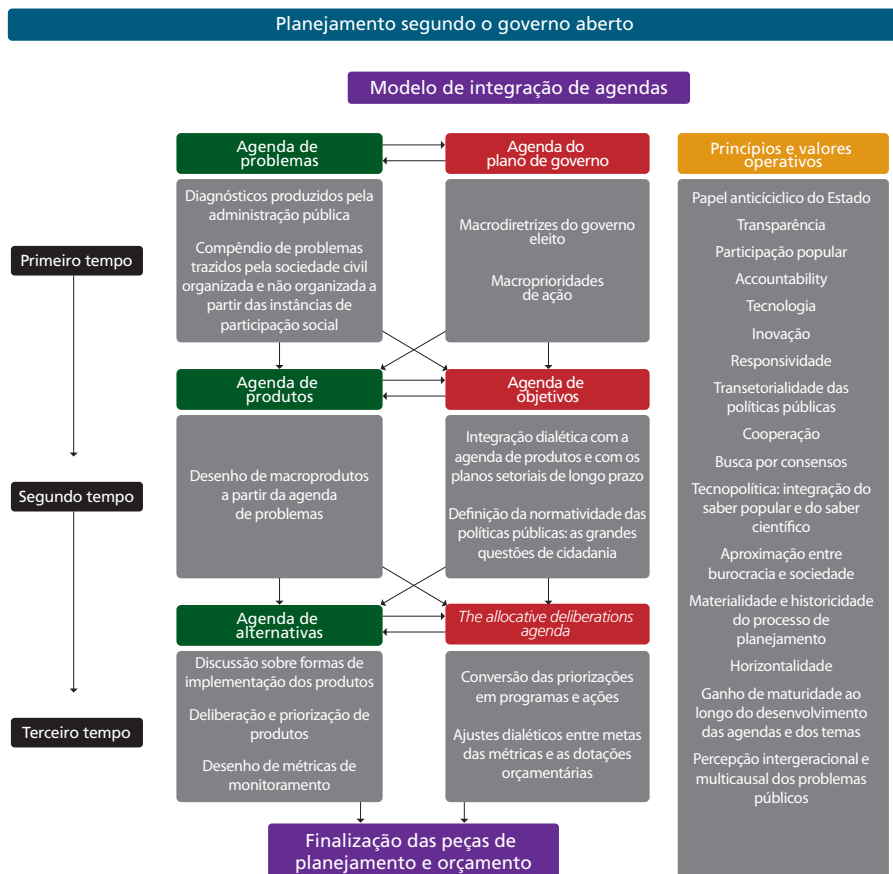 Planejamento segundo o governo aberto
Modelo de integração de agendas
Agenda de
problemas
Agenda do
plano de governo
Princípios e valores
operativos
Primeiro tempo
Diagnósticos produzidos pela
administração pública
Compêndio de problemas
trazidos pela sociedade civil
organizada e não organizada a
partir das instâncias de
participação social
Macrodiretrizes do governo
eleito
Macroprioridades
de ação
Agenda de
produtos
Agenda de
objetivos
Segundo tempo
Desenho de macroprodutos
a partir da agenda
de problemas
Integração dialética com a
agenda de produtos e com os
planos setoriais de longo prazo
Definição da normatividade das
políticas públicas: as grandes
questões de cidadania
Agenda de
alternativas
The allocative deliberations
agenda
Terceiro tempo
Discussão sobre formas de
implementação dos produtos
Deliberação e priorização de
produtos
Desenho de métricas de
monitoramento
Conversão das priorizações
em programas e ações
Ajustes dialéticos entre metas
das métricas e as dotações
orçamentárias
Finalização das peças de
planejamento e orçamento
Papel anticíciclico do Estado
Transparência
Participação popular
Accountability
Tecnologia
Inovação
Responsividade
Transetorialidade das
políticas públicas
Cooperação
Busca por consensos
Tecnopolítica: integração do
saber popular e do saber
científico
Aproximação entre
burocracia e sociedade
Materialidade e historicidade
do processo de
planejamento
Horizontalidade
Ganho de maturidade ao
longo do desenvolvimento
das agendas e dos temas
Percepção intergeracional e
multicausal dos problemas
públicos